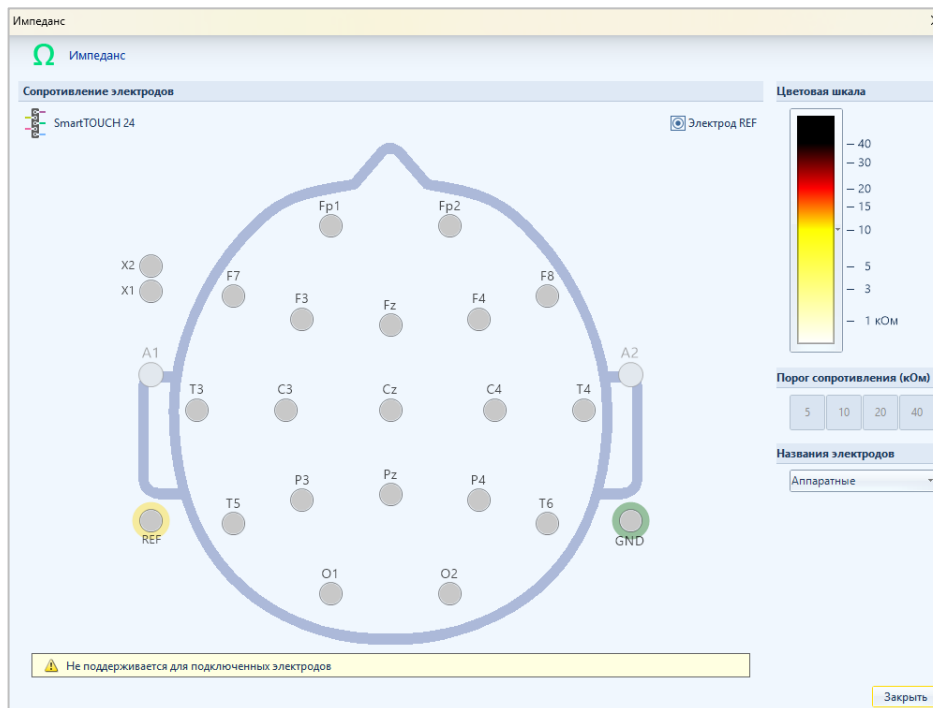 Импеданс
Импеданс
Сопротивление электродов
Цветовая шкала
SmartTOUCH 24
Электрод REF
40
30
20
15
10
5
3
1 кОм
Fp1 Fp2
X2
X1
F7 F8
F3 Fz F4
A1 A2
T3 C3 Cz C4 T4
P3 Pz P4
T5 T6
REF GND
O1 O2
Порог сопротивления (кОм)
5 10 20 40
Названия электродов
Аппаратные
Не поддерживается для подключенных электродов
Закрыть